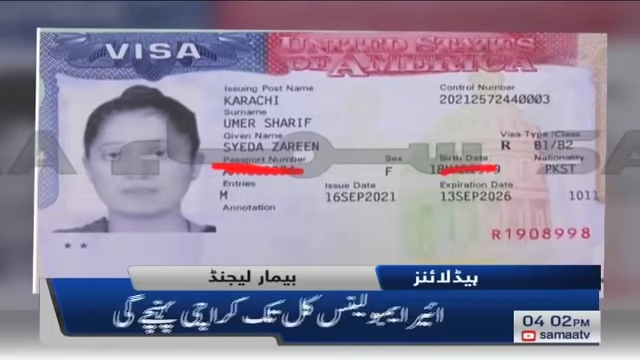 VISA UNITED STATES OF AMERICA
Issuing Post Name Control Number
KARACHI 20212572440003
Surname
UMER SHARIF
Given Name Visa Type/Class
SYEDA ZAREEN R B1/B2
Passport Number Sex Birth Date Nationality
F PKST
Entries Issue Date Expiration Date
M 16SEP2021 13SEP2026 1011
Annotation
R1908998
**
ہیڈلائنز
بیمار لیجنڈ
ائیر ایمبولینس کل تک کراچی پہنچے گی
04 02PM
samaatv